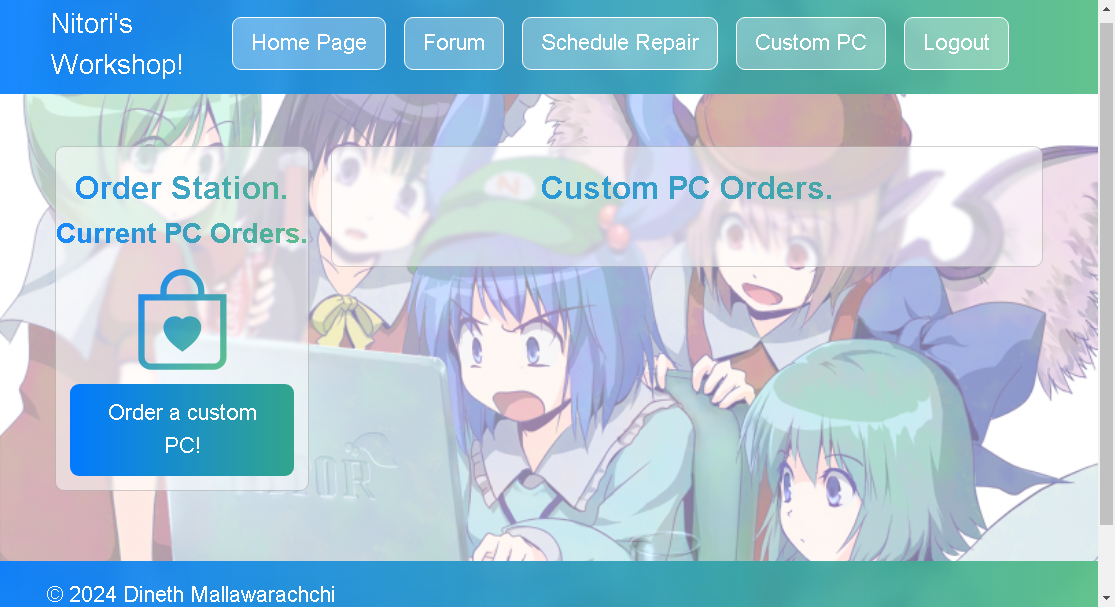 Nitori's
Workshop!
Home Page
Forum
Schedule Repair
Custom PC
Logout
Order Station.
Current PC Orders.
Order a custom
PC!
Custom PC Orders.
N
© 2024 Dineth Mallawarachchi